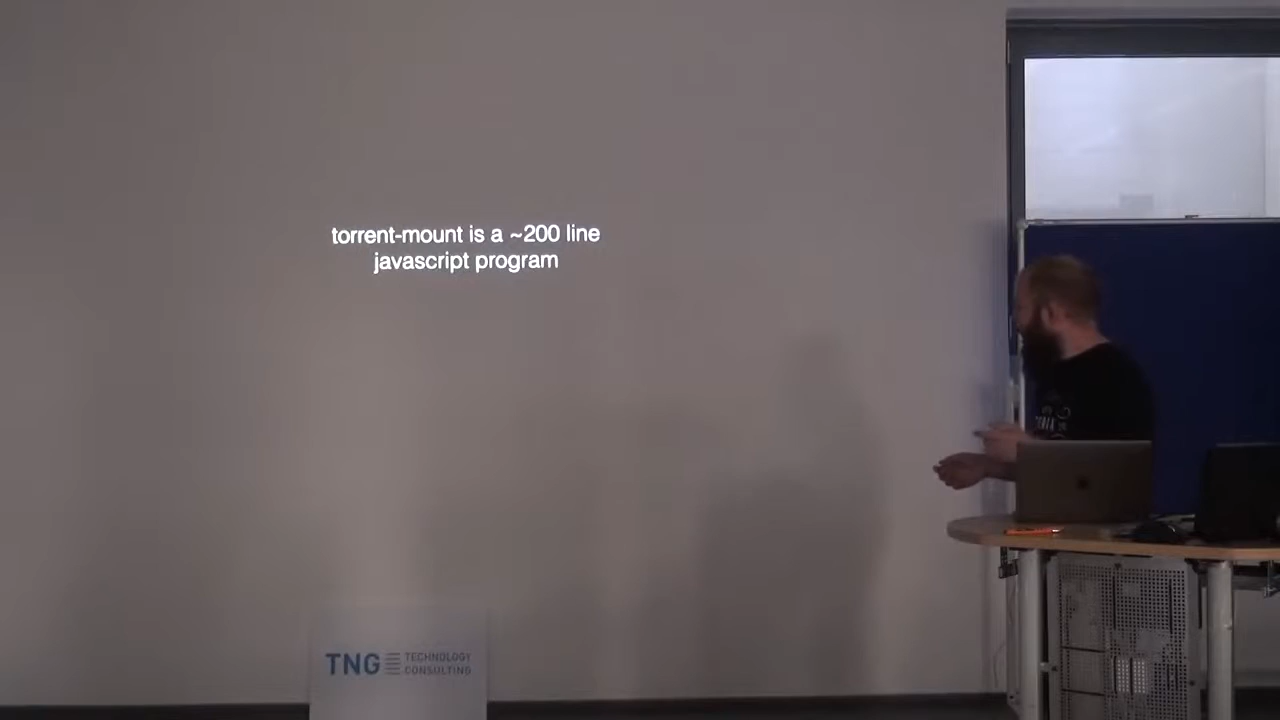 torrent-mount is a ~200 line
javascript program
TNG TECHNOLOGY
CONSULTING